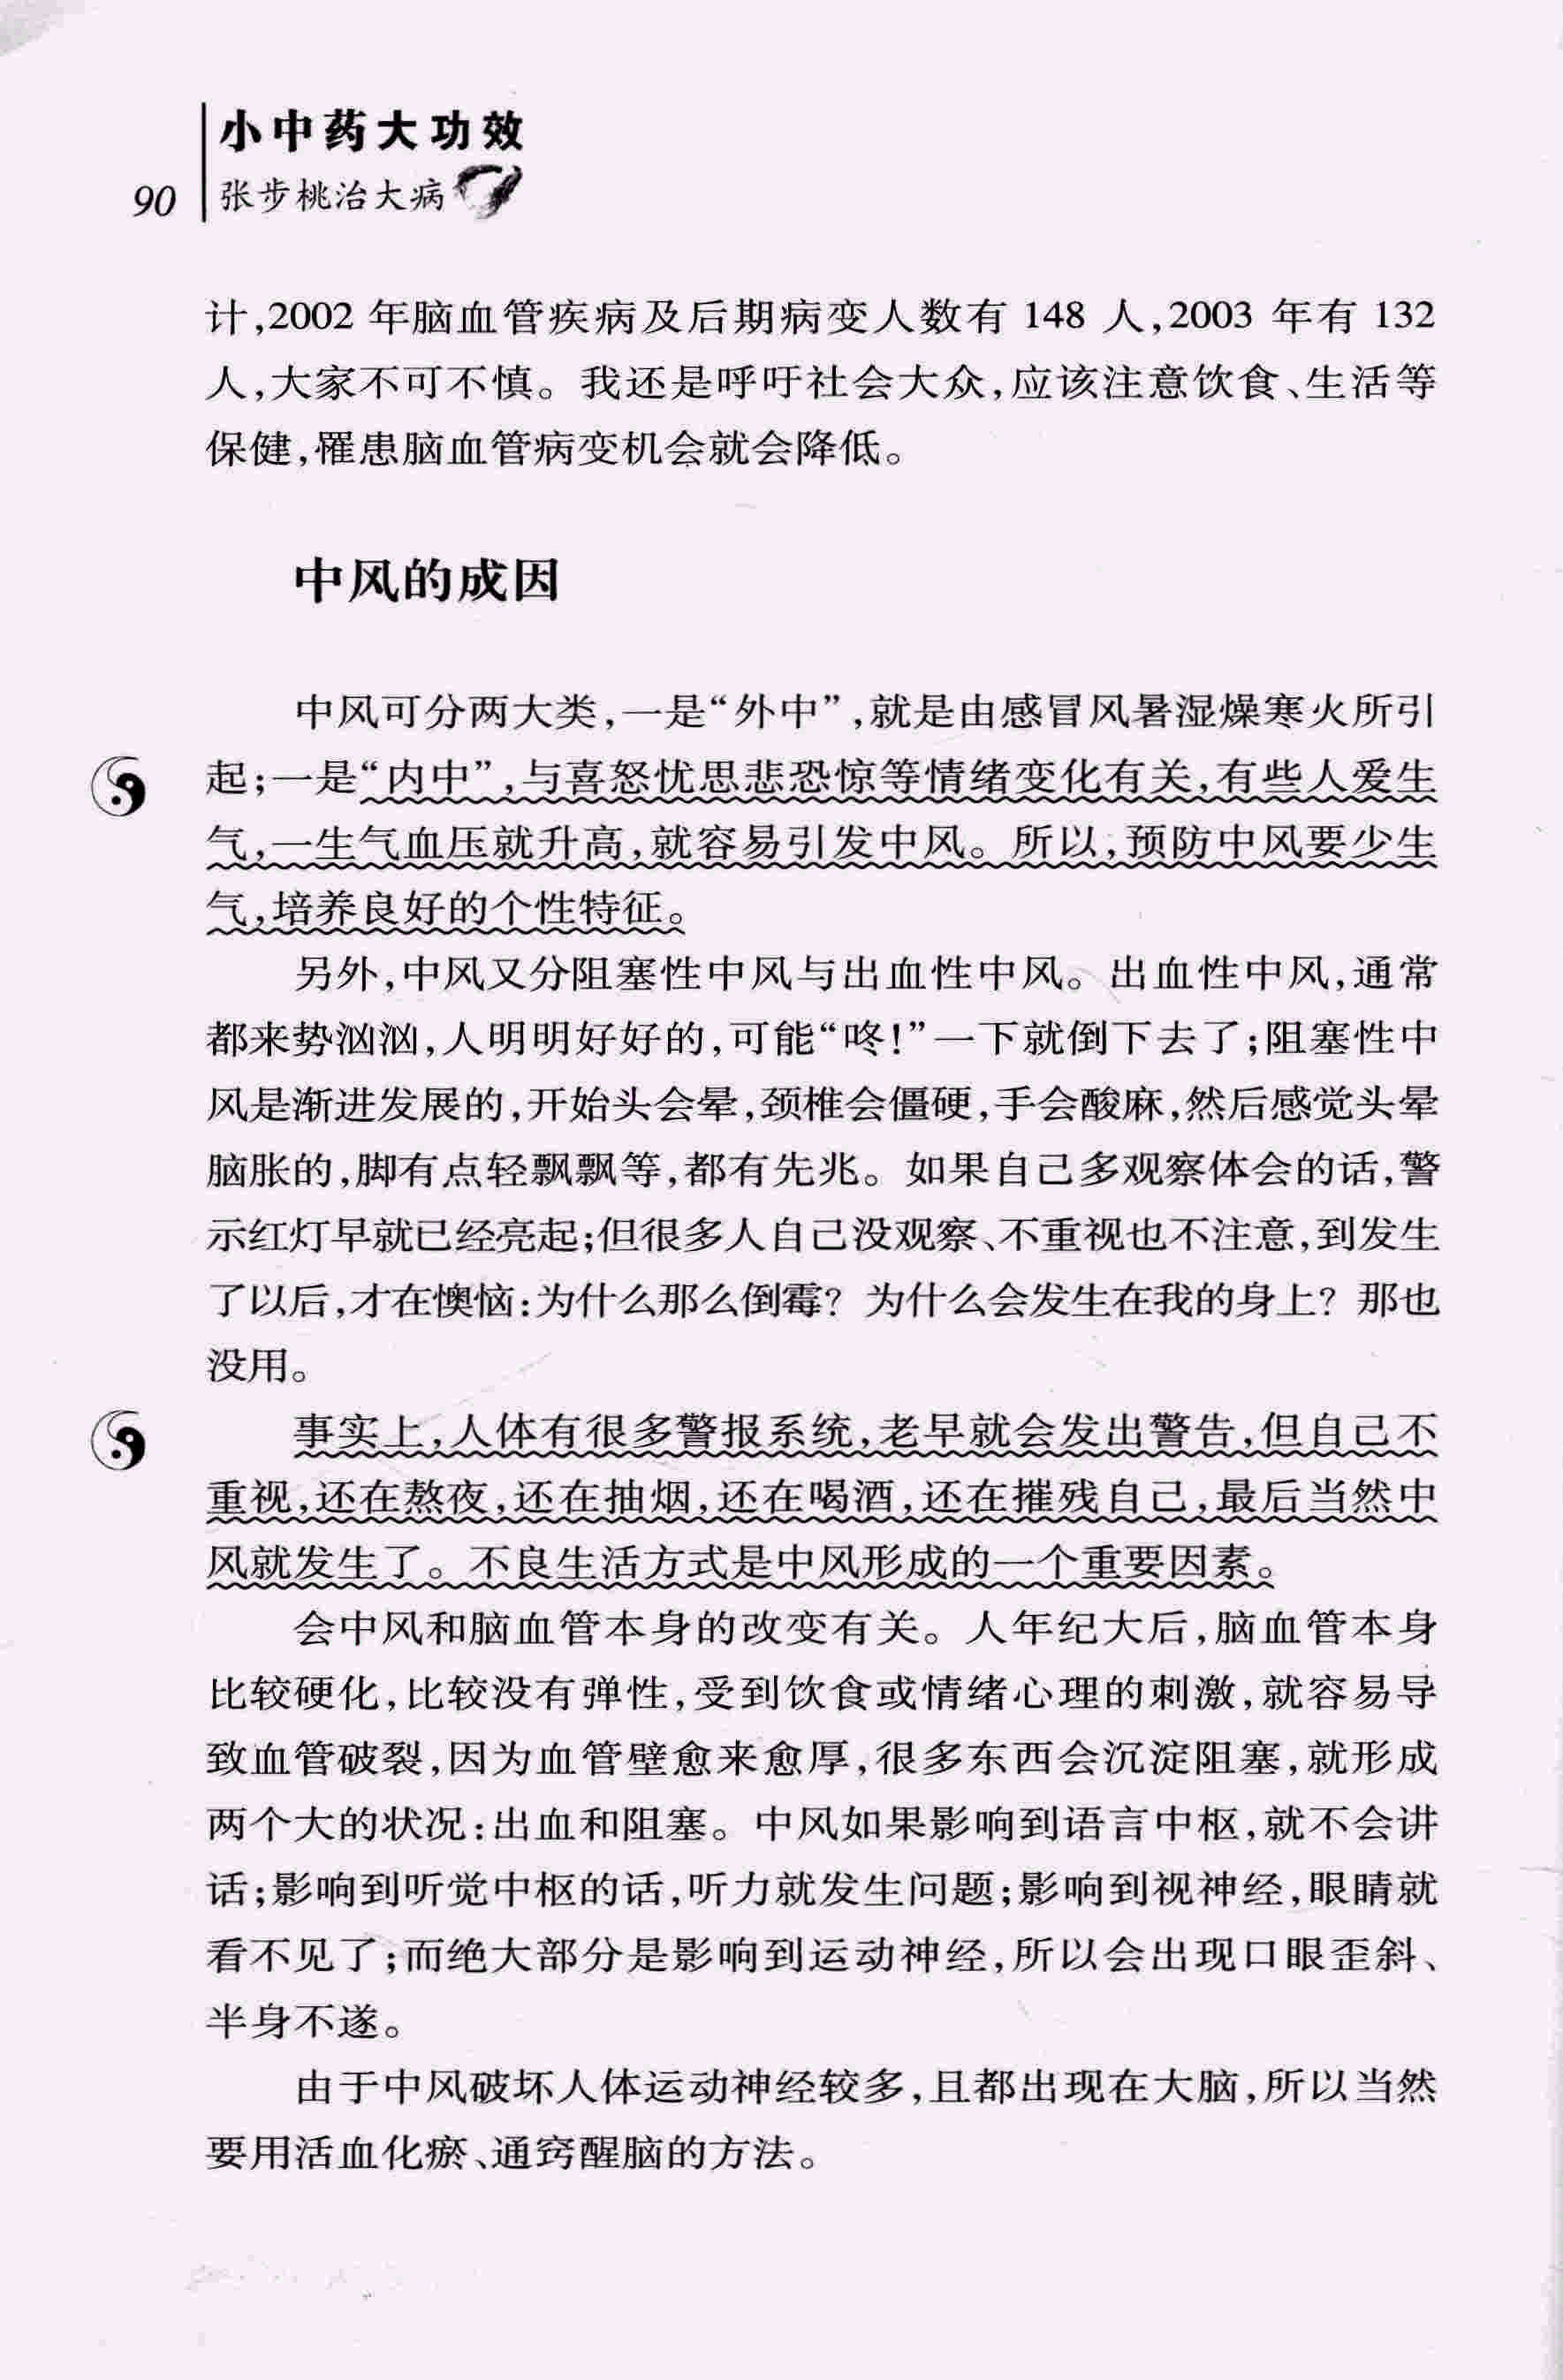 小中药大功效
90 张步桃治大病
计,2002 年脑血管疾病及后期病变人数有 148 人,2003 年有 132
人,大家不可不慎。我还是呼吁社会大众,应该注意饮食、生活等
保健,罹患脑血管病变机会就会降低。
中风的成因
中风可分两大类,一是“外中”,就是由感冒风暑湿燥寒火所引
起;一是“内中”,与喜怒忧思悲恐惊等情绪变化有关,有些人爱生
气,一生气血压就升高,就容易引发中风。所以,预防中风要少生
气,培养良好的个性特征。
另外,中风又分阻塞性中风与出血性中风。出血性中风,通常
都来势汹汹,人明明好好的,可能“咚!”一下就倒下去了;阻塞性中
风是渐进发展的,开始头会晕,颈椎会僵硬,手会酸麻,然后感觉头晕
脑胀的,脚有点轻飘飘等,都有先兆。如果自己多观察体会的话,警
示红灯早就已经亮起;但很多人自己没观察、不重视也不注意,到发生
了以后,才在懊恼:为什么那么倒霉?为什么会发生在我的身上?那也
没用。
事实上,人体有很多警报系统,老早就会发出警告,但自己不
重视,还在熬夜,还在抽烟,还在喝酒,还在摧残自己,最后当然中
风就发生了。不良生活方式是中风形成的一个重要因素。
会中风和脑血管本身的改变有关。人年纪大后,脑血管本身
比较硬化,比较没有弹性,受到饮食或情绪心理的刺激,就容易导
致血管破裂,因为血管壁愈来愈厚,很多东西会沉淀阻塞,就形成
两个大的状况:出血和阻塞。中风如果影响到语言中枢,就不会讲
话;影响到听觉中枢的话,听力就发生问题;影响到视神经,眼睛就
看不见了;而绝大部分是影响到运动神经,所以会出现口眼歪斜、
半身不遂。
由于中风破坏人体运动神经较多,且都出现在大脑,所以当然
要用活血化瘀、通窍醒脑的方法。